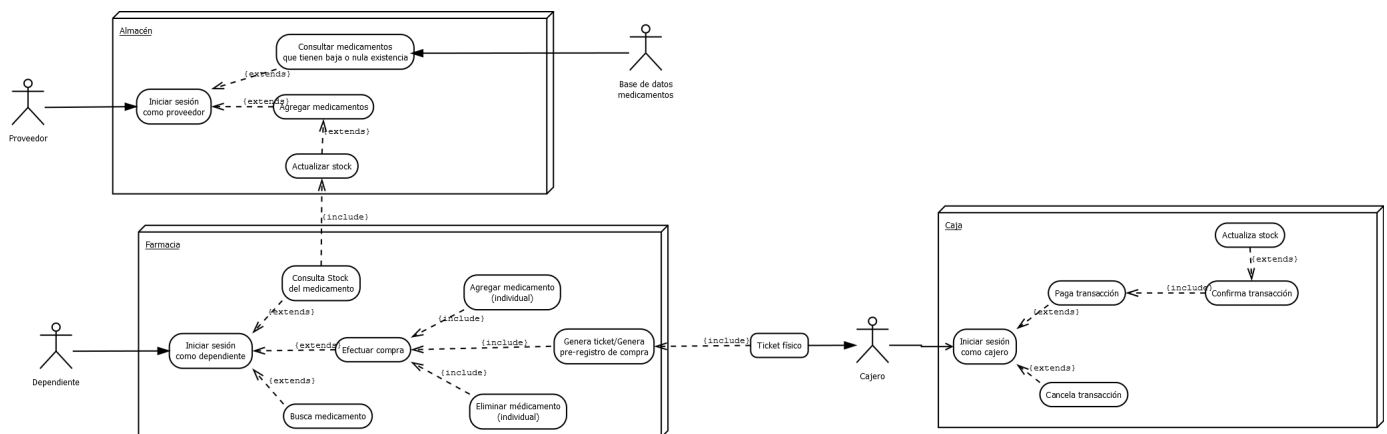 Almacén
Consultar medicamentos
que tienen baja o nula existencia
{extends}
Iniciar sesión
como proveedor
{extends}
Agregar medicamentos
{extends}
Actualizar stock
Proveedor
Base de datos
medicamentos
{include}
Farmacia
Consulta Stock
del medicamento
{extends}
Agregar medicamento
(individual)
{include}
Iniciar sesión
como dependiente
{extends}
Efectuar compra
{include}
Genera ticket/Genera
pre-registro de compra
{include}
{extends}
Busca medicamento
Eliminar médicamento
(individual)
Dependiente
{include}
Ticket físico
Cajero
Caja
Actualiza stock
{extends}
Paga transacción
{include}
Confirma transacción
{extends}
Iniciar sesión
como cajero
{extends}
Cancela transacción